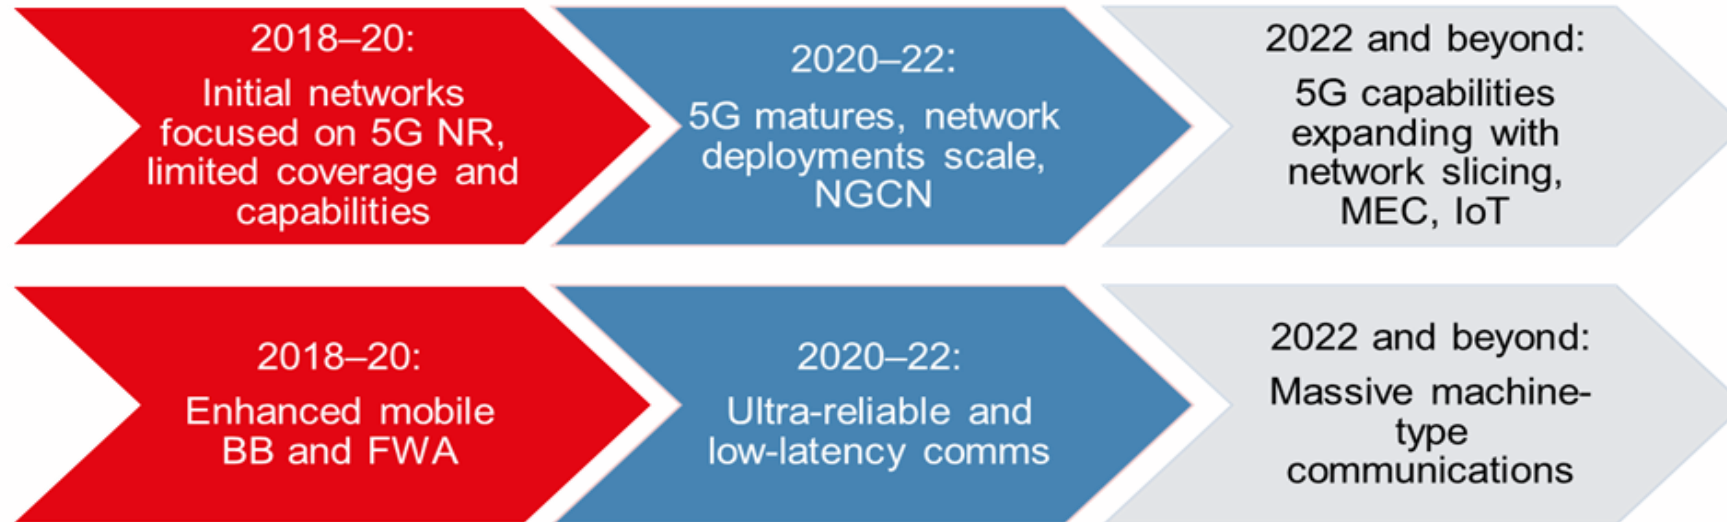 2018–20:
Initial networks
focused on 5G NR,
limited coverage and
capabilities
2020–22:
5G matures, network
deployments scale,
NGCN
2022 and beyond:
5G capabilities
expanding with
network slicing,
MEC, IoT
2018–20:
Enhanced mobile
BB and FWA
2020–22:
Ultra-reliable and
low-latency comms
2022 and beyond:
Massive machine-
type
communications